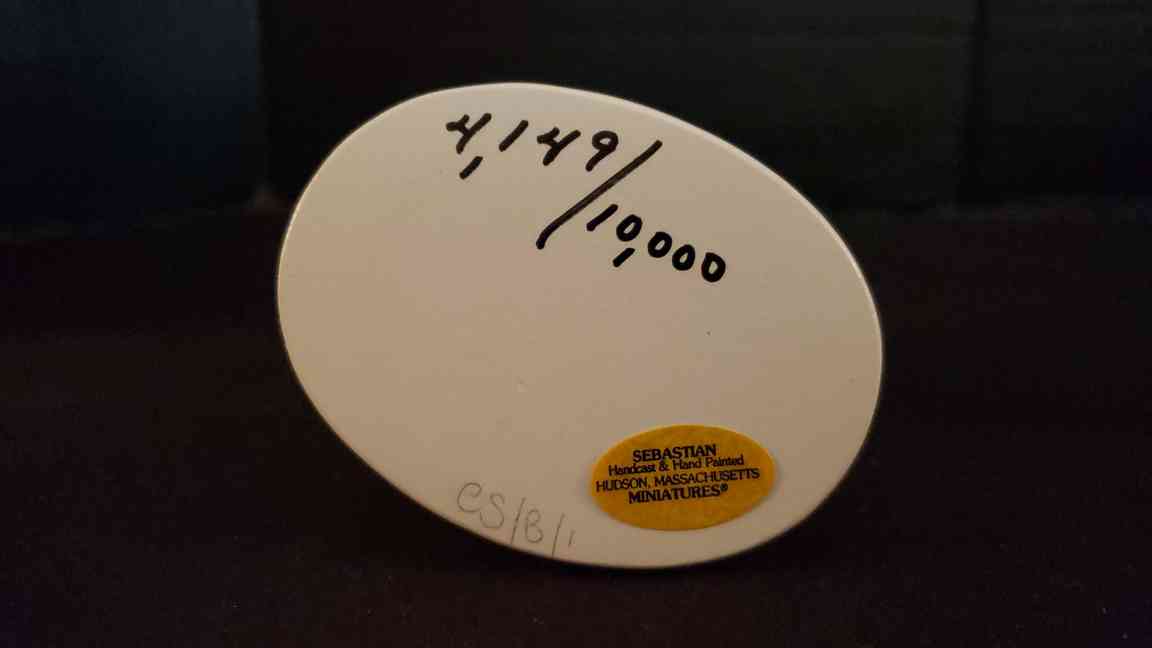 4,149/10,000
SEBASTIAN
Handcast & Hand Painted
HUDSON, MASSACHUSETTS
MINIATURES®
CS/B/1